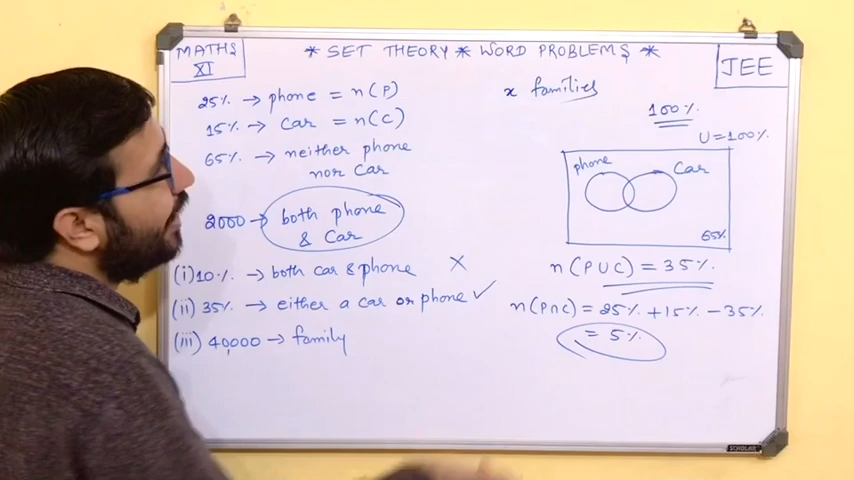 MATHS
XI
* SET THEORY * WORD PROBLEMS *
JEE
25% → phone = n(P)
15% → car = n(C)
65% → neither phone
nor car
2000 → both phone
& Car
(i) 10% → both car & phone ×
(ii) 35% → either a car or phone ✓
(iii) 40,000 → family
x families
100%
U = 100%
phone
Car
65%
n(PUC) = 35%
n(P∩C) = 25% + 15% - 35%
= 5%
SCHOLAR